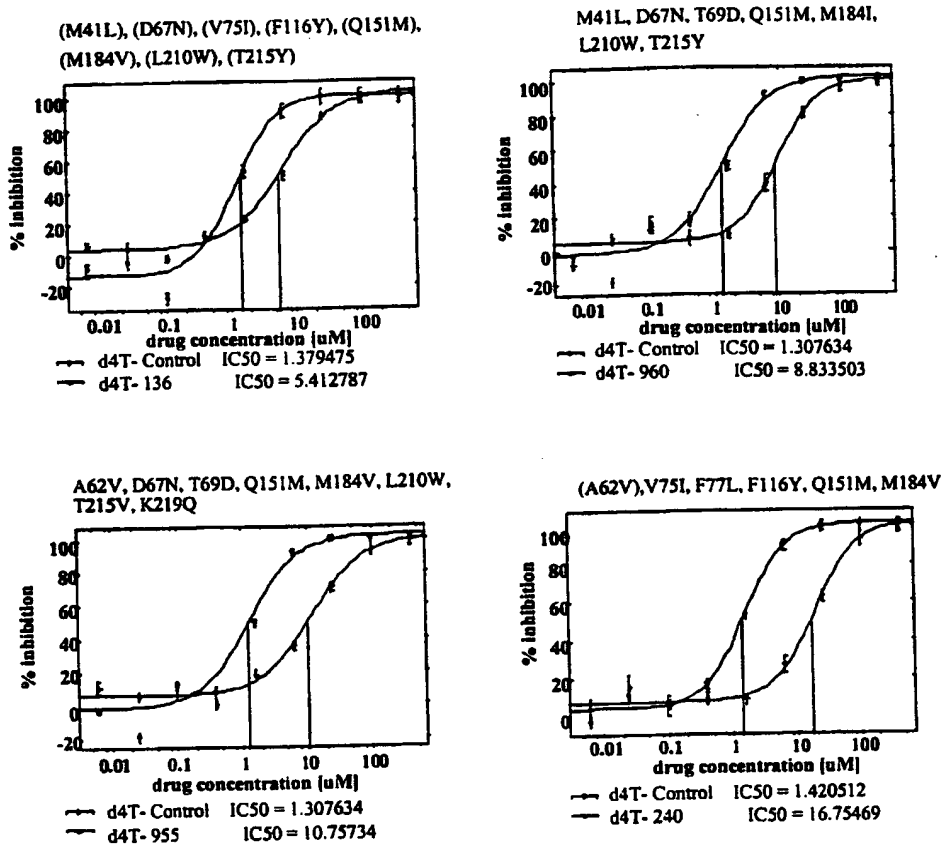 (M41L), (D67N), (V75I), (F116Y), (Q151M),
(M184V), (L210W), (T215Y)
100
80
60
40
20
0
-20
% inhibition
0.01 0.1 1 10 100
drug concentration [uM]
d4T- Control IC50 = 1.379475
d4T- 136 IC50 = 5.412787
M41L, D67N, T69D, Q151M, M184I,
L210W, T215Y
100
80
60
40
20
0
-20
% inhibition
0.01 0.1 1 10 100
drug concentration [uM]
d4T- Control IC50 = 1.307634
d4T- 960 IC50 = 8.833503
A62V, D67N, T69D, Q151M, M184V, L210W,
T215V, K219Q
100
80
60
40
20
0
-20
% inhibition
0.01 0.1 1 10 100
drug concentration [uM]
d4T- Control IC50 = 1.307634
d4T- 955 IC50 = 10.75734
(A62V),V75I, F77L, F116Y, Q151M, M184V
100
80
60
40
20
0
% inhibition
0.01 0.1 1 10 100
drug concentration [uM]
d4T- Control IC50 = 1.420512
d4T- 240 IC50 = 16.75469